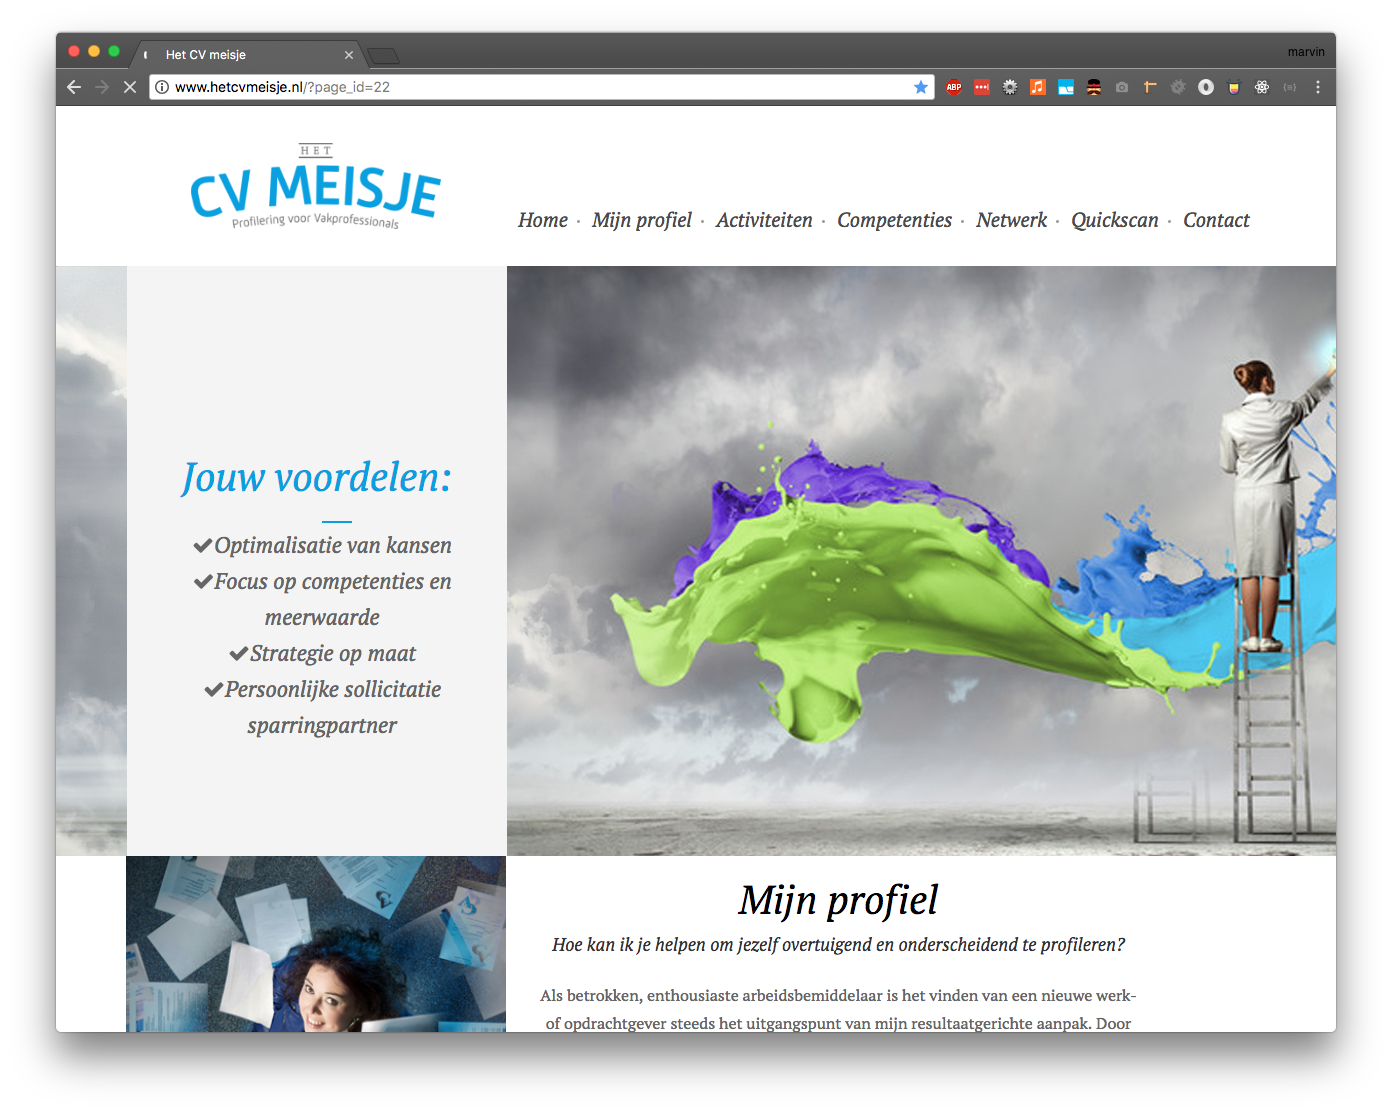 Het CV meisje
marvin
www.hetcvmeisje.nl/?page_id=22
ABP
HET
CV MEISJE
Profilering voor Vakprofessionals
Home · Mijn profiel · Activiteiten · Competenties · Netwerk · Quickscan · Contact
Jouw voordelen:
✔Optimalisatie van kansen
✔Focus op competenties en
meerwaarde
✔Strategie op maat
✔Persoonlijke sollicitatie
sparringpartner
Mijn profiel
Hoe kan ik je helpen om jezelf overtuigend en onderscheidend te profileren?
Als betrokken, enthousiaste arbeidsbemiddelaar is het vinden van een nieuwe werk-
of opdrachtgever steeds het uitgangspunt van mijn resultaatgerichte aanpak. Door